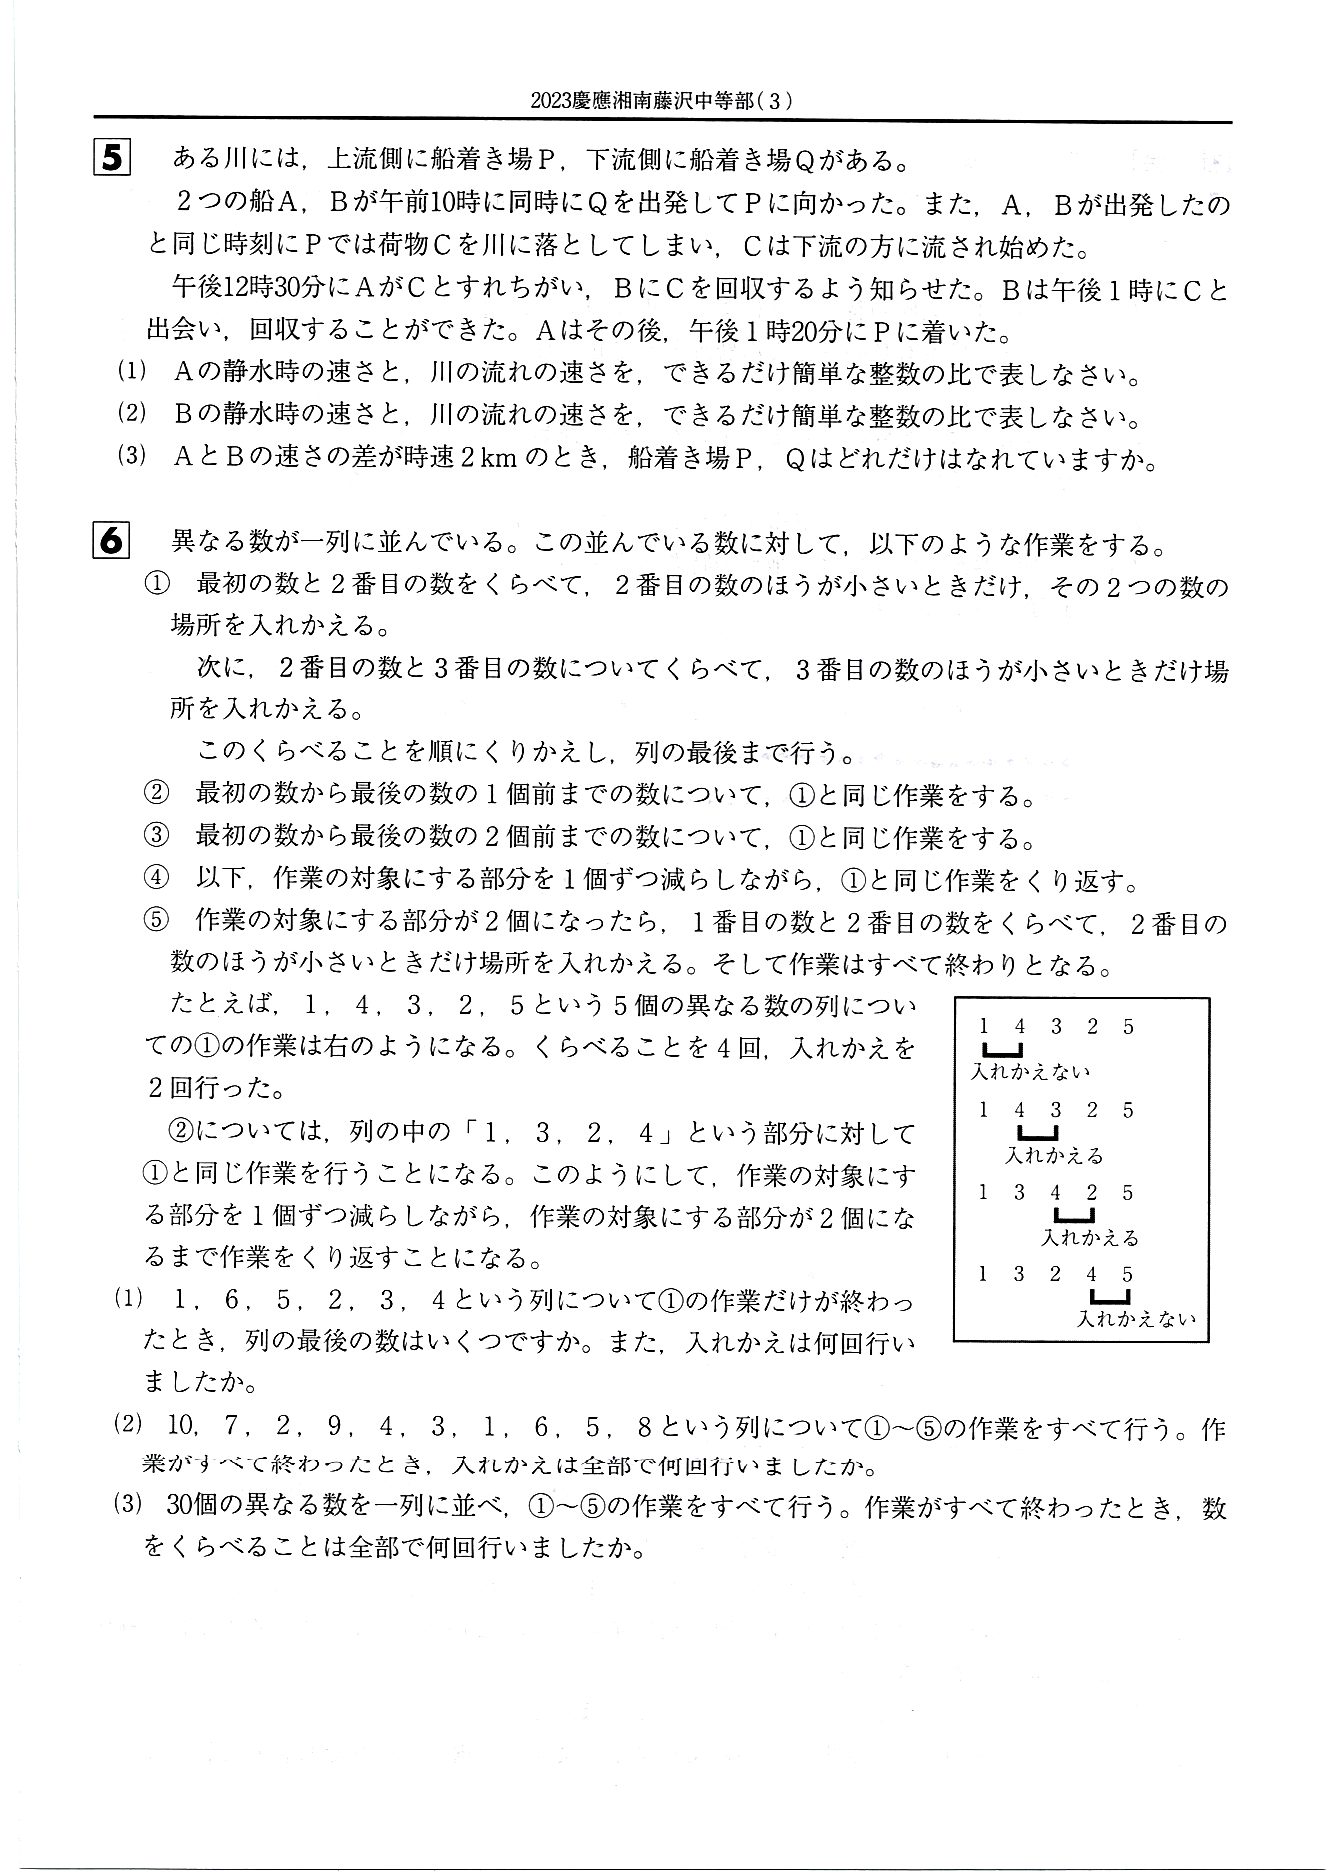 2023慶應湘南藤沢中等部(3)
5 ある川には，上流側に船着き場P，下流側に船着き場Qがある。
2つの船A，Bが午前10時に同時にQを出発してPに向かった。また，A，Bが出発したの
と同じ時刻にPでは荷物Cを川に落としてしまい，Cは下流の方に流され始めた。
午後12時30分にAがCとすれちがい，BにCを回収するよう知らせた。Bは午後1時にCと
出会い，回収することができた。Aはその後，午後1時20分にPに着いた。
(1) Aの静水時の速さと，川の流れの速さを，できるだけ簡単な整数の比で表しなさい。
(2) Bの静水時の速さと，川の流れの速さを，できるだけ簡単な整数の比で表しなさい。
(3) AとBの速さの差が時速2kmのとき，船着き場P，Qはどれだけはなれていますか。
6 異なる数が一列に並んでいる。この並んでいる数に対して，以下のような作業をする。
① 最初の数と2番目の数をくらべて，2番目の数のほうが小さいときだけ，その2つの数の
場所を入れかえる。
次に，2番目の数と3番目の数についてくらべて，3番目の数のほうが小さいときだけ場
所を入れかえる。
このくらべることを順にくりかえし，列の最後まで行う。
② 最初の数から最後の数の1個前までの数について，①と同じ作業をする。
③ 最初の数から最後の数の2個前までの数について，①と同じ作業をする。
④ 以下，作業の対象にする部分を1個ずつ減らしながら，①と同じ作業をくり返す。
⑤ 作業の対象にする部分が2個になったら，1番目の数と2番目の数をくらべて，2番目の
数のほうが小さいときだけ場所を入れかえる。そして作業はすべて終わりとなる。
たとえば，1，4，3，2，5という5個の異なる数の列につい
ての①の作業は右のようになる。くらべることを4回，入れかえを
2回行った。
②については，列の中の「1，3，2，4」という部分に対して
①と同じ作業を行うことになる。このようにして，作業の対象にす
る部分を1個ずつ減らしながら，作業の対象にする部分が2個にな
るまで作業をくり返すことになる。
1 4 3 2 5
入れかえない
1 4 3 2 5
入れかえる
1 3 4 2 5
入れかえる
1 3 2 4 5
入れかえない
(1) 1，6，5，2，3，4という列について①の作業だけが終わっ
たとき，列の最後の数はいくつですか。また，入れかえは何回行い
ましたか。
(2) 10，7，2，9，4，3，1，6，5，8という列について①～⑤の作業をすべて行う。作
業がすべて終わったとき，入れかえは全部で何回行いましたか。
(3) 30個の異なる数を一列に並べ，①～⑤の作業をすべて行う。作業がすべて終わったとき，数
をくらべることは全部で何回行いましたか。